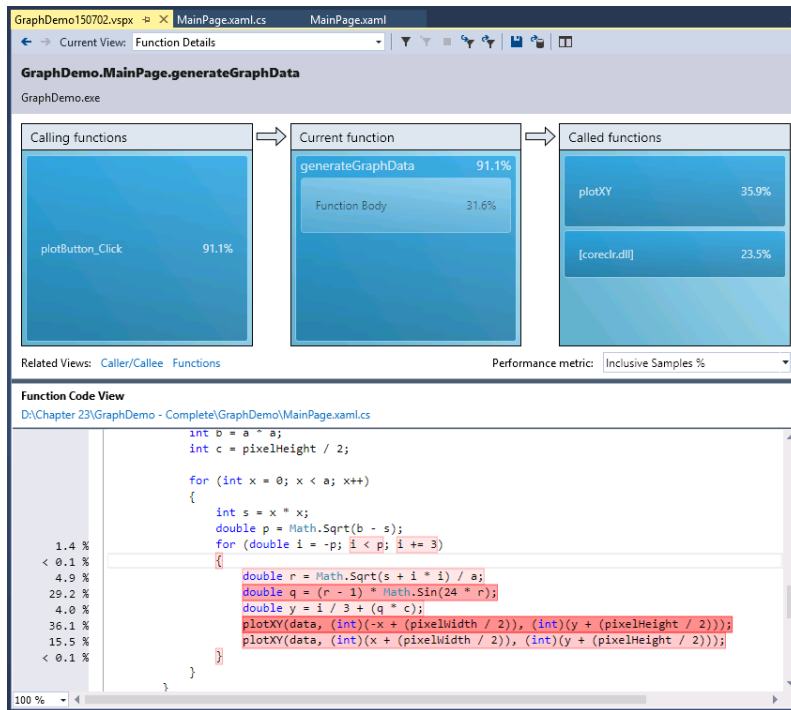 GraphDemo150702.vspx MainPage.xaml.cs MainPage.xaml
Current View: Function Details
GraphDemo.MainPage.generateGraphData
GraphDemo.exe
Calling functions Current function Called functions
generateGraphData 91.1%
Function Body 31.6%
plotXY 35.9%
plotButton_Click 91.1%
[coreclr.dll] 23.5%
Related Views: Caller/Callee Functions Performance metric: Inclusive Samples %
Function Code View
D:\Chapter 23\GraphDemo - Complete\GraphDemo\MainPage.xaml.cs
int b = a * a;
int c = pixelHeight / 2;
for (int x = 0; x < a; x++)
{
int s = x * x;
double p = Math.Sqrt(b - s);
1.4 % for (double i = -p; i < p; i += 3)
< 0.1 % {
4.9 % double r = Math.Sqrt(s + i * i) / a;
29.2 % double q = (r - 1) * Math.Sin(24 * r);
4.0 % double y = i / 3 + (q * c);
36.1 % plotXY(data, (int)(-x + (pixelWidth / 2)), (int)(y + (pixelHeight / 2)));
15.5 % plotXY(data, (int)(x + (pixelWidth / 2)), (int)(y + (pixelHeight / 2)));
< 0.1 % }
}
}
100 %